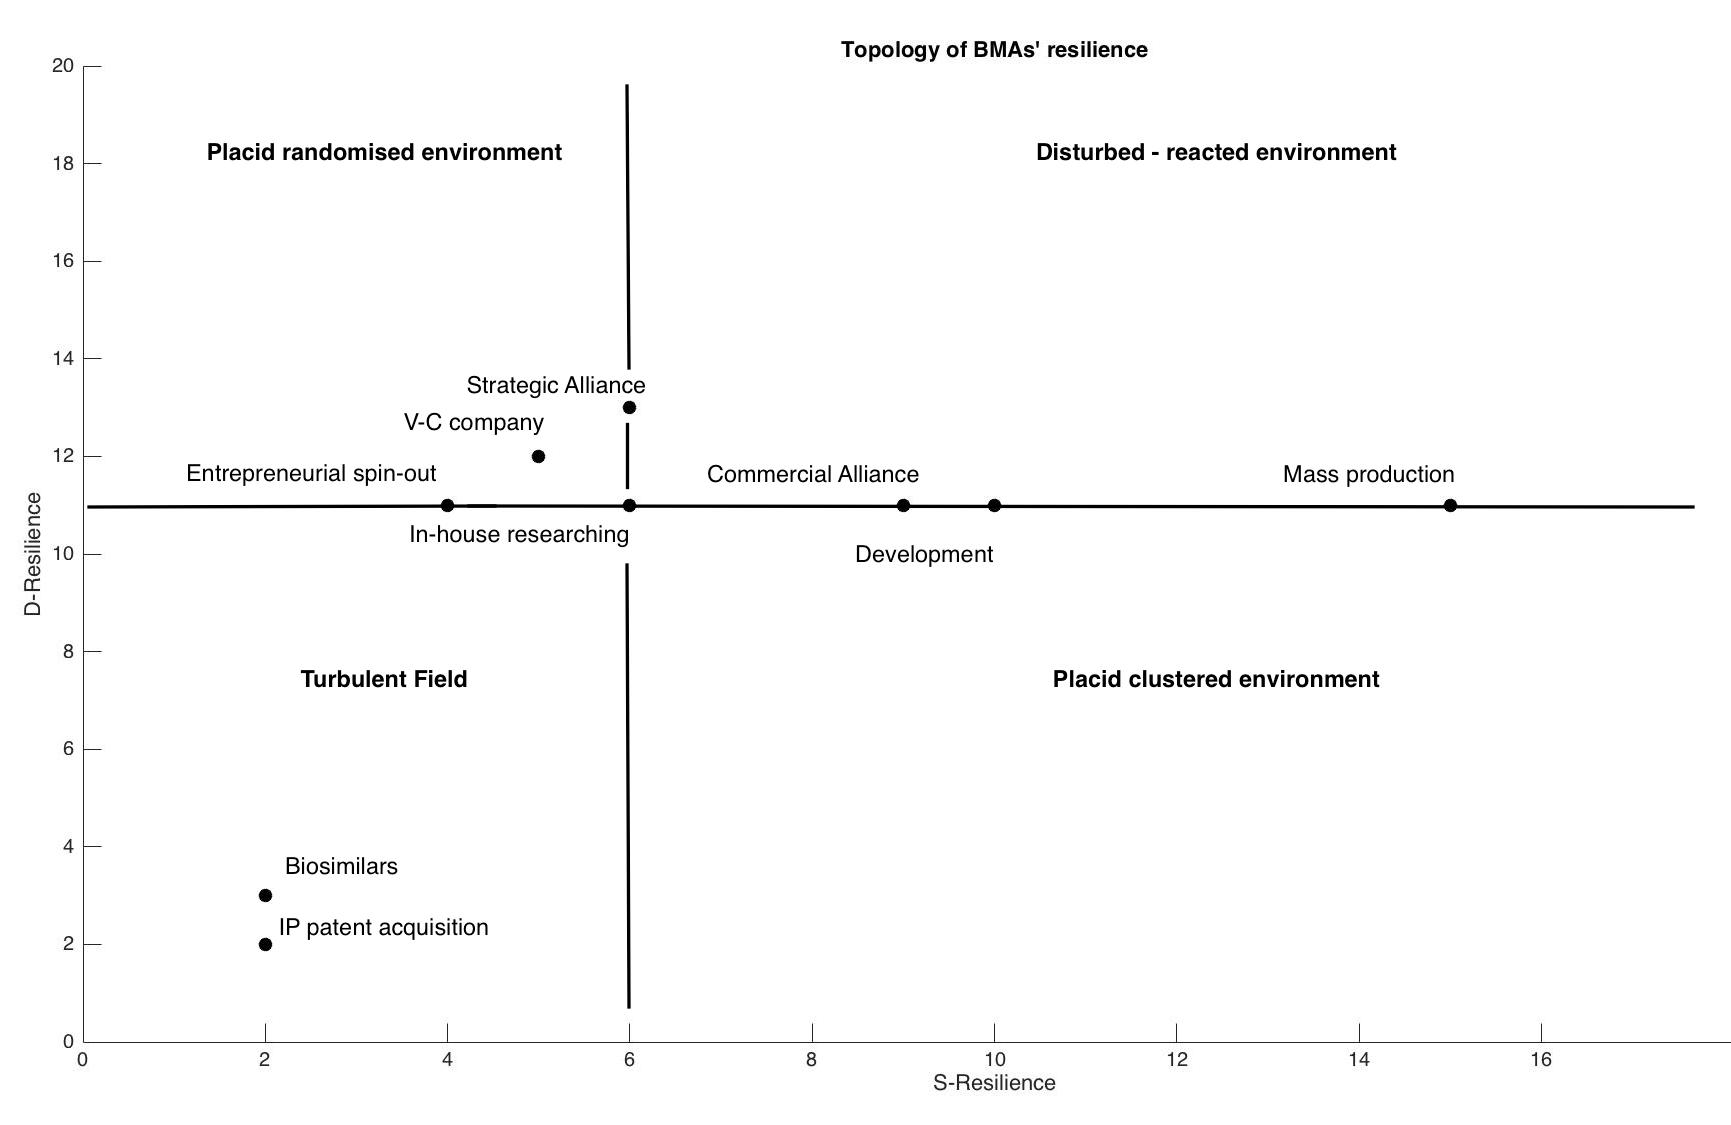 Topology of BMAs' resilience
20
Placid randomised environment
Disturbed - reacted environment
18
16
14
Strategic Alliance
V-C company
12
Entrepreneurial spin-out
Commercial Alliance
Mass production
In-house researching
10
Development
D-Resilience
8
Turbulent Field
Placid clustered environment
6
4
Biosimilars
IP patent acquisition
2
0
0 2 4 6 8 10 12 14 16
S-Resilience